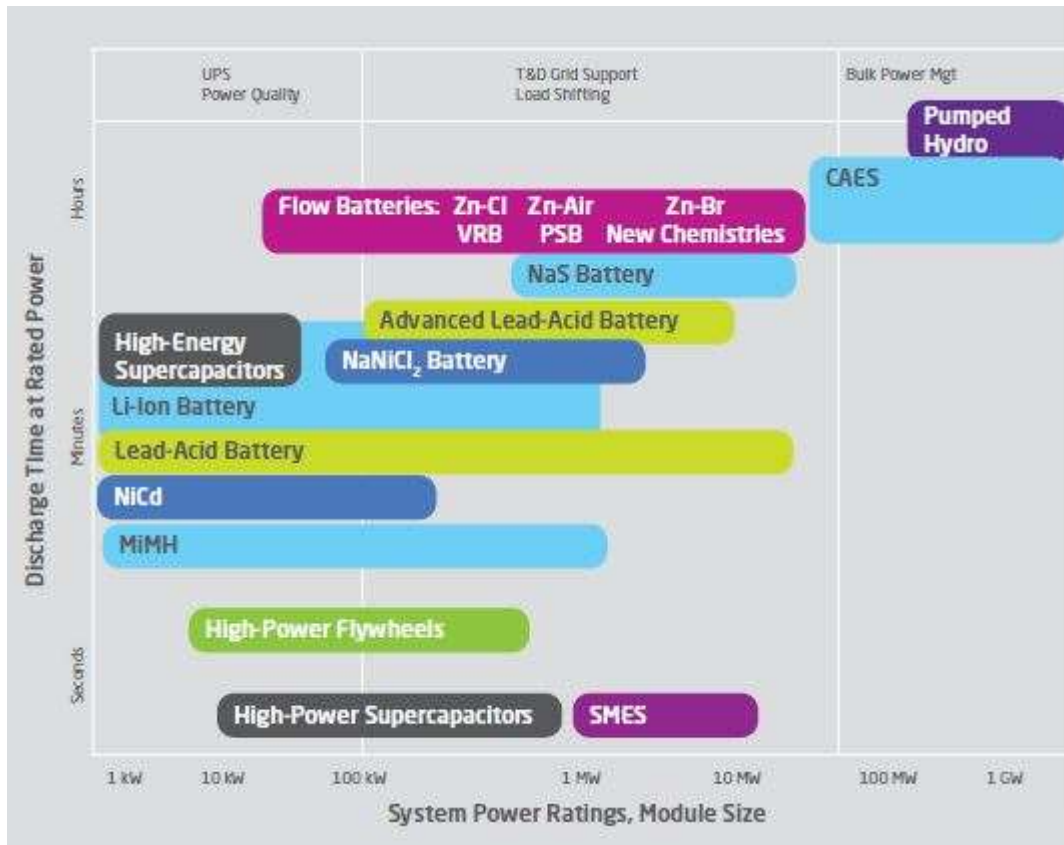 UPS
Power Quality
T&D Grid Support
Load Shifting
Bulk Power Mgt
Pumped
Hydro
CAES
Flow Batteries: Zn-Cl Zn-Air Zn-Br
VRB PSB New Chemistries
NaS Battery
Advanced Lead-Acid Battery
High-Energy
Supercapacitors
NaNiCl₂ Battery
Li-Ion Battery
Lead-Acid Battery
NiCd
MiMH
High-Power Flywheels
High-Power Supercapacitors
SMES
Hours
Minutes
Seconds
Discharge Time at Rated Power
1 kW 10 kW 100 kW 1 MW 10 MW 100 MW 1 GW
System Power Ratings, Module Size